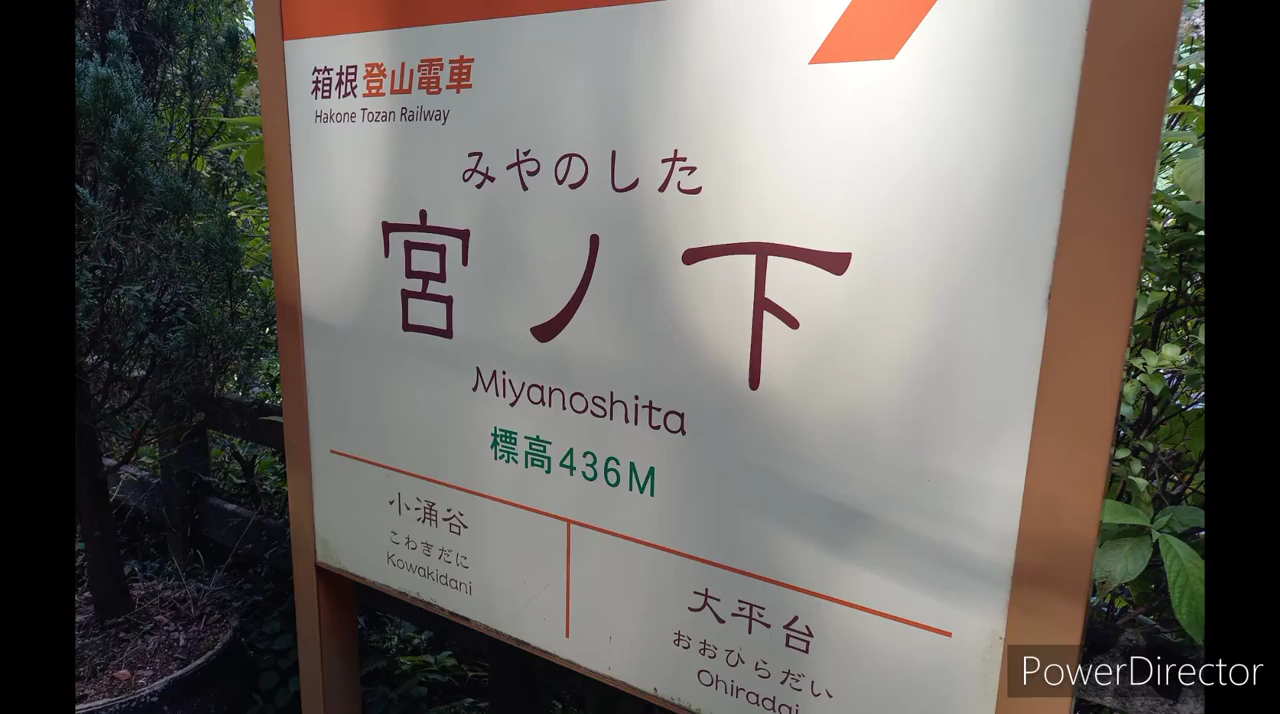 箱根登山電車
Hakone Tozan Railway
みやのした
宮ノ下
Miyanoshita
標高436M
小涌谷
こわきだに
Kowakidani
大平台
おおひらだい
Ohiradai
PowerDirector